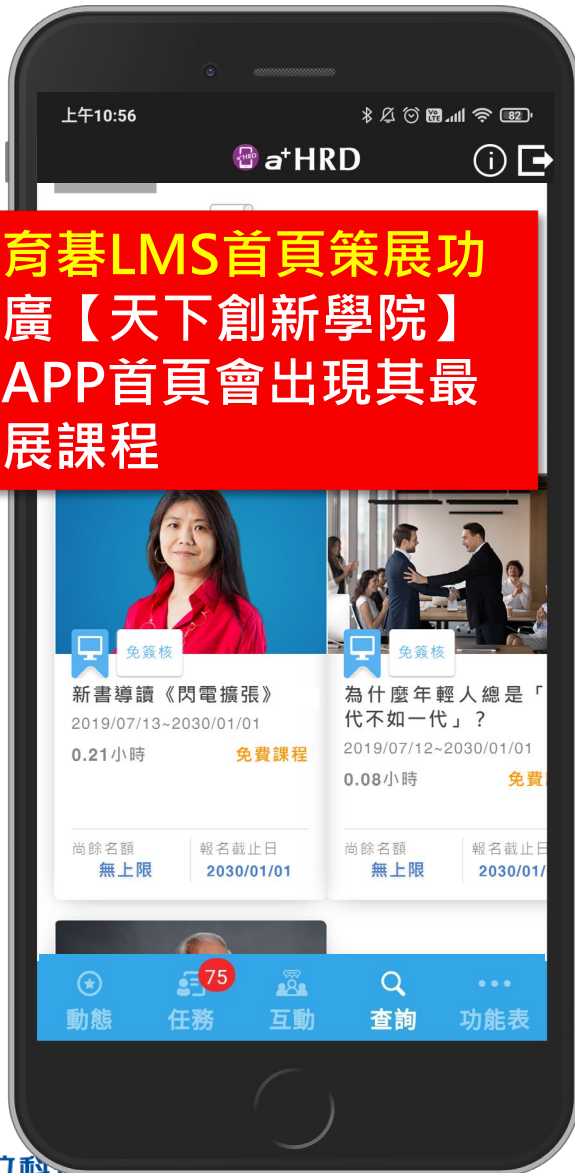 上午10:56
82
a+HRD
育碁LMS首頁策展功
廣【天下創新學院】
APP首頁會出現其最
展課程
免簽核
免簽核
新書導讀《閃電擴張》
2019/07/13~2030/01/01
0.21小時
免費課程
尚餘名額
無上限
報名截止日
2030/01/01
為什麼年輕人總是「
代不如一代」？
2019/07/12~2030/01/01
0.08小時
免費
尚餘名額
無上限
報名截止日
2030/01/
75
動態
任務
互動
查詢
功能表